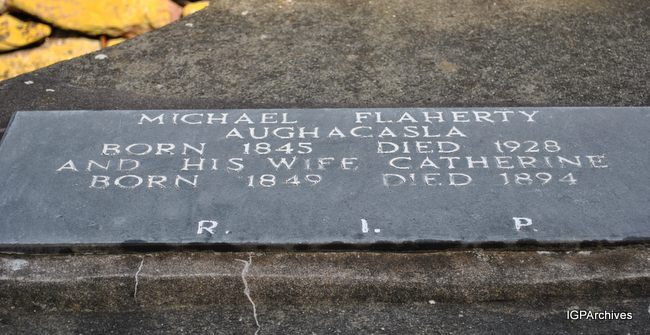 MICHAEL FLAHERTY
AUGHACASLA
BORN 1845 DIED 1928
AND HIS WIFE CATHERINE
BORN 1849 DIED 1894
R. I. P.
IGPArchives